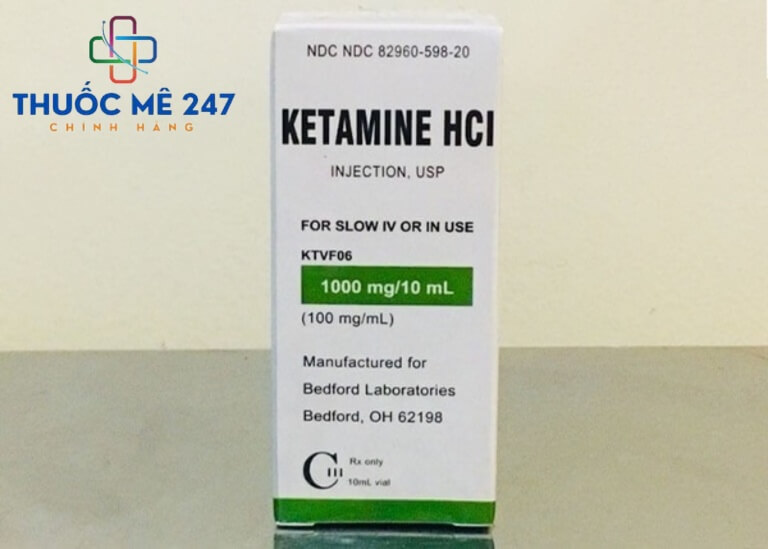 THUỐC MÊ 247
CHÍNH HÃNG
NDC NDC 82960-598-20
KETAMINE HCI
INJECTION, USP
FOR SLOW IV OR IN USE
KTVF06
1000 mg/10 mL
(100 mg/mL)
Manufactured for
Bedford Laboratories
Bedford, OH 62198
CIII Rx only
10mL vial